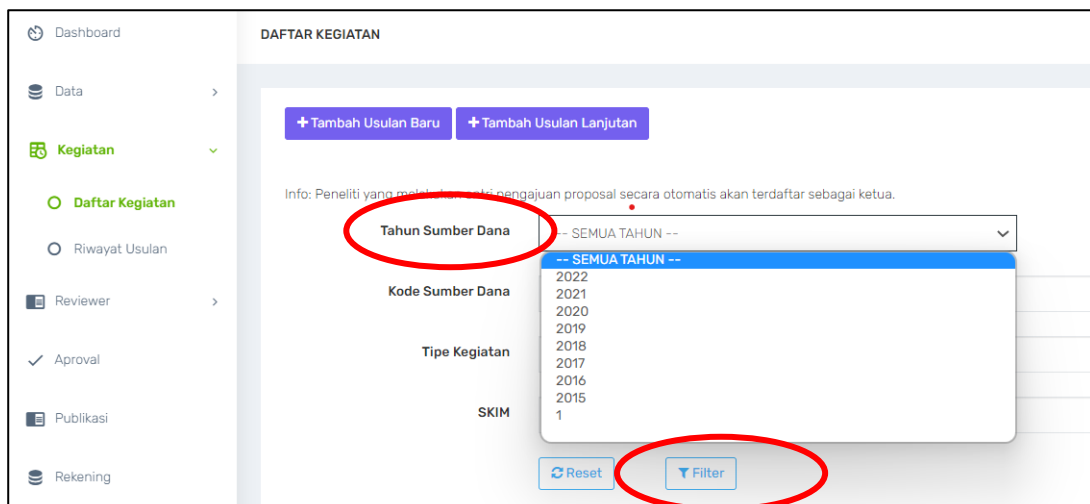 Dashboard
DAFTAR KEGIATAN
Data
+ Tambah Usulan Baru
+ Tambah Usulan Lanjutan
Kegiatan
Info: Peneliti yang melakukan entri pengajuan proposal secara otomatis akan terdaftar sebagai ketua.
Daftar Kegiatan
Tahun Sumber Dana
-- SEMUA TAHUN --
Riwayat Usulan
-- SEMUA TAHUN --
2022
Kode Sumber Dana
2021
Reviewer
2020
2019
Tipe Kegiatan
2018
Aproval
2017
2016
2015
SKIM
1
Publikasi
Reset
Filter
Rekening